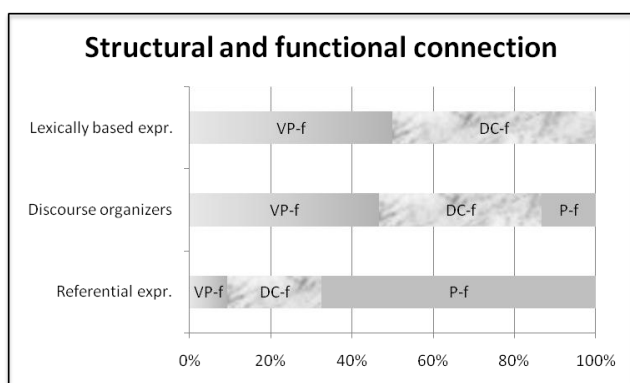 Structural and functional connection
Lexically based expr.
VP-f
DC-f
Discourse organizers
VP-f
DC-f
P-f
Referential expr.
VP-f
DC-f
P-f
0%
20%
40%
60%
80%
100%